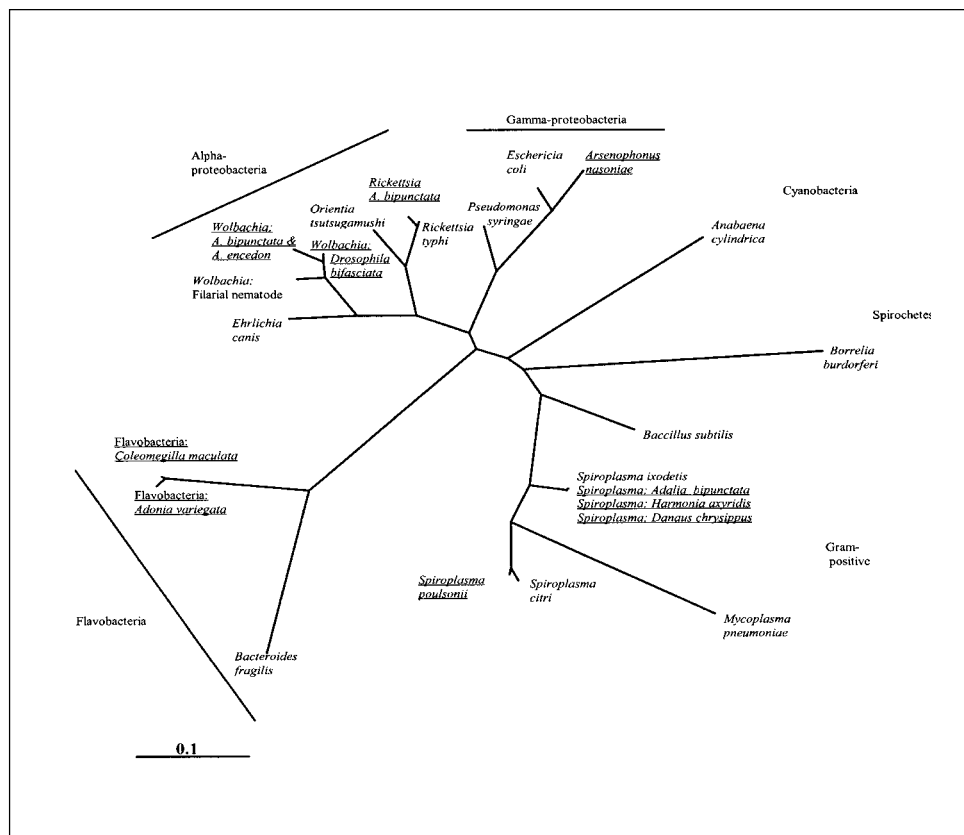 Gamma-proteobacteria
Alpha-
proteobacteria
Eschericia
coli
Arsenophonus
nasoniae
Cyanobacteria
Rickettsia
A. bipunctata
Orientia
tsutsugamushi
Rickettsia
typhi
Pseudomonas
syringae
Anabaena
cylindrica
Wolbachia:
A. bipunctata &
A. encedon
Wolbachia:
Drosophila
bifasciata
Wolbachia:
Filarial nematode
Ehrlichia
canis
Spirochetes
Borrelia
burdorferi
Baccillus subtilis
Flavobacteria:
Coleomegilla maculata
Flavobacteria:
Adonia variegata
Spiroplasma ixodetis
Spiroplasma: Adalia bipunctata
Spiroplasma: Harmonia axyridis
Spiroplasma: Danaus chrysippus
Gram-
positive
Spiroplasma
poulsonii
Spiroplasma
citri
Mycoplasma
pneumoniae
Flavobacteria
Bacteroides
fragilis
0.1